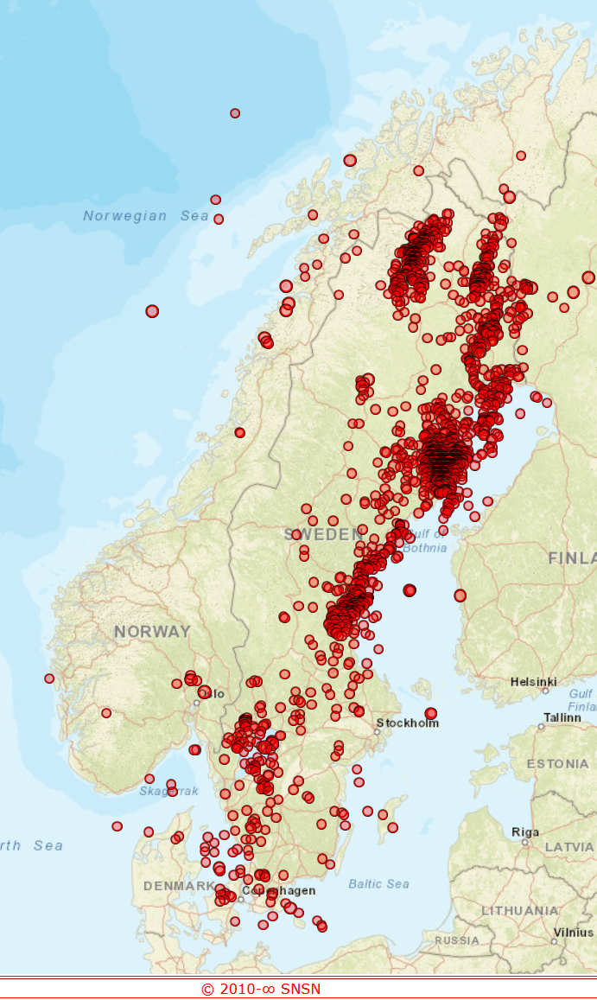 Norwegian Sea
SWEDEN
Gulf of
Bothnia
FINLA
NORWAY
Oslo
Helsinki
Gulf
Finla
Tallinn
Stockholm
ESTONIA
Skagerrak
Riga
rth Sea
LATVIA
DENMARK
Copenhagen
Baltic Sea
LITHUANIA
Vilnius
RUSSIA
© 2010-∞ SNSN